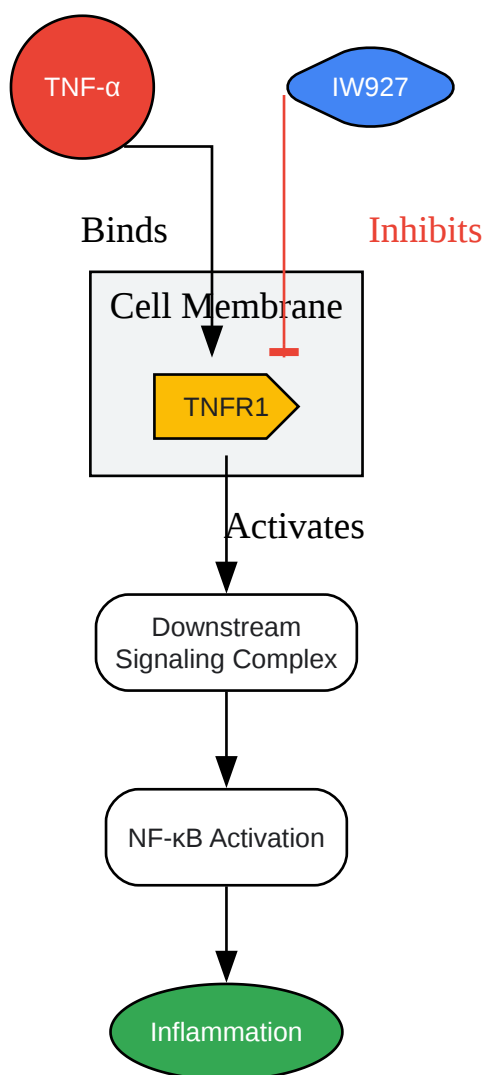 TNF-α
IW927
Binds
Inhibits
Cell Membrane
TNFR1
Activates
Downstream
Signaling Complex
NF-κB Activation
Inflammation